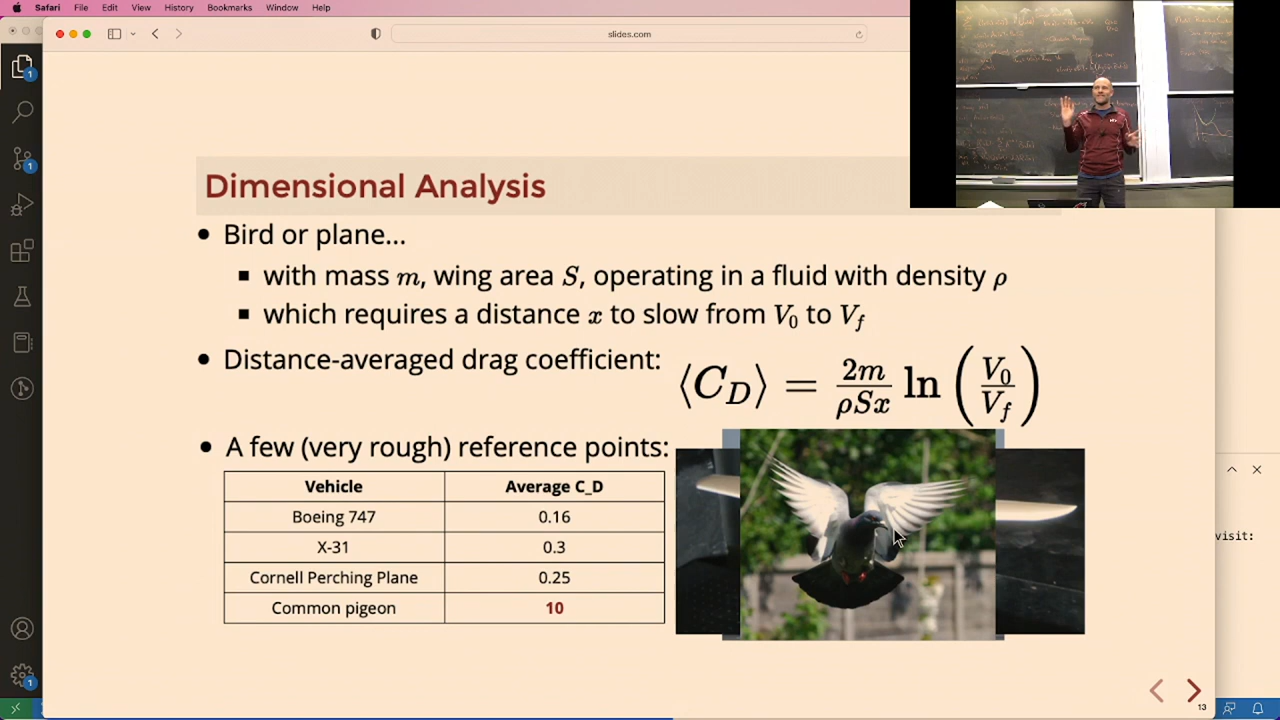 Safari File Edit View History Bookmarks Window Help
slides.com
Dimensional Analysis
• Bird or plane...
▪ with mass m, wing area S, operating in a fluid with density ρ
▪ which requires a distance x to slow from V₀ to V_f
• Distance-averaged drag coefficient: ⟨C_D⟩ = 2m/ρSx ln(V₀/V_f)
• A few (very rough) reference points:
Vehicle Average C_D
Boeing 747 0.16
X-31 0.3
Cornell Perching Plane 0.25
Common pigeon 10
visit:
13
1
1
1